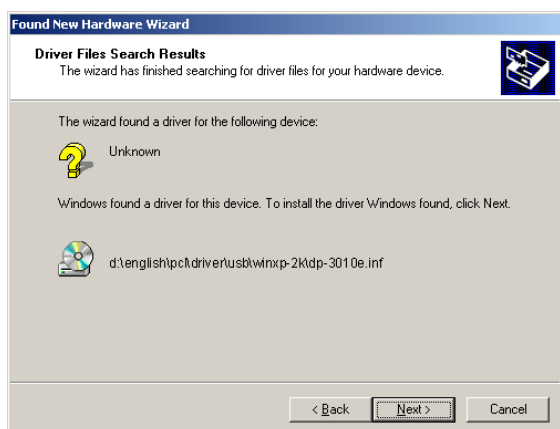 Found New Hardware Wizard
Driver Files Search Results
The wizard has finished searching for driver files for your hardware device.
The wizard found a driver for the following device:
Unknown
Windows found a driver for this device. To install the driver Windows found, click Next.
d:\english\pcl\driver\usb\winxp-2k\dp-3010e.inf
< Back
Next >
Cancel